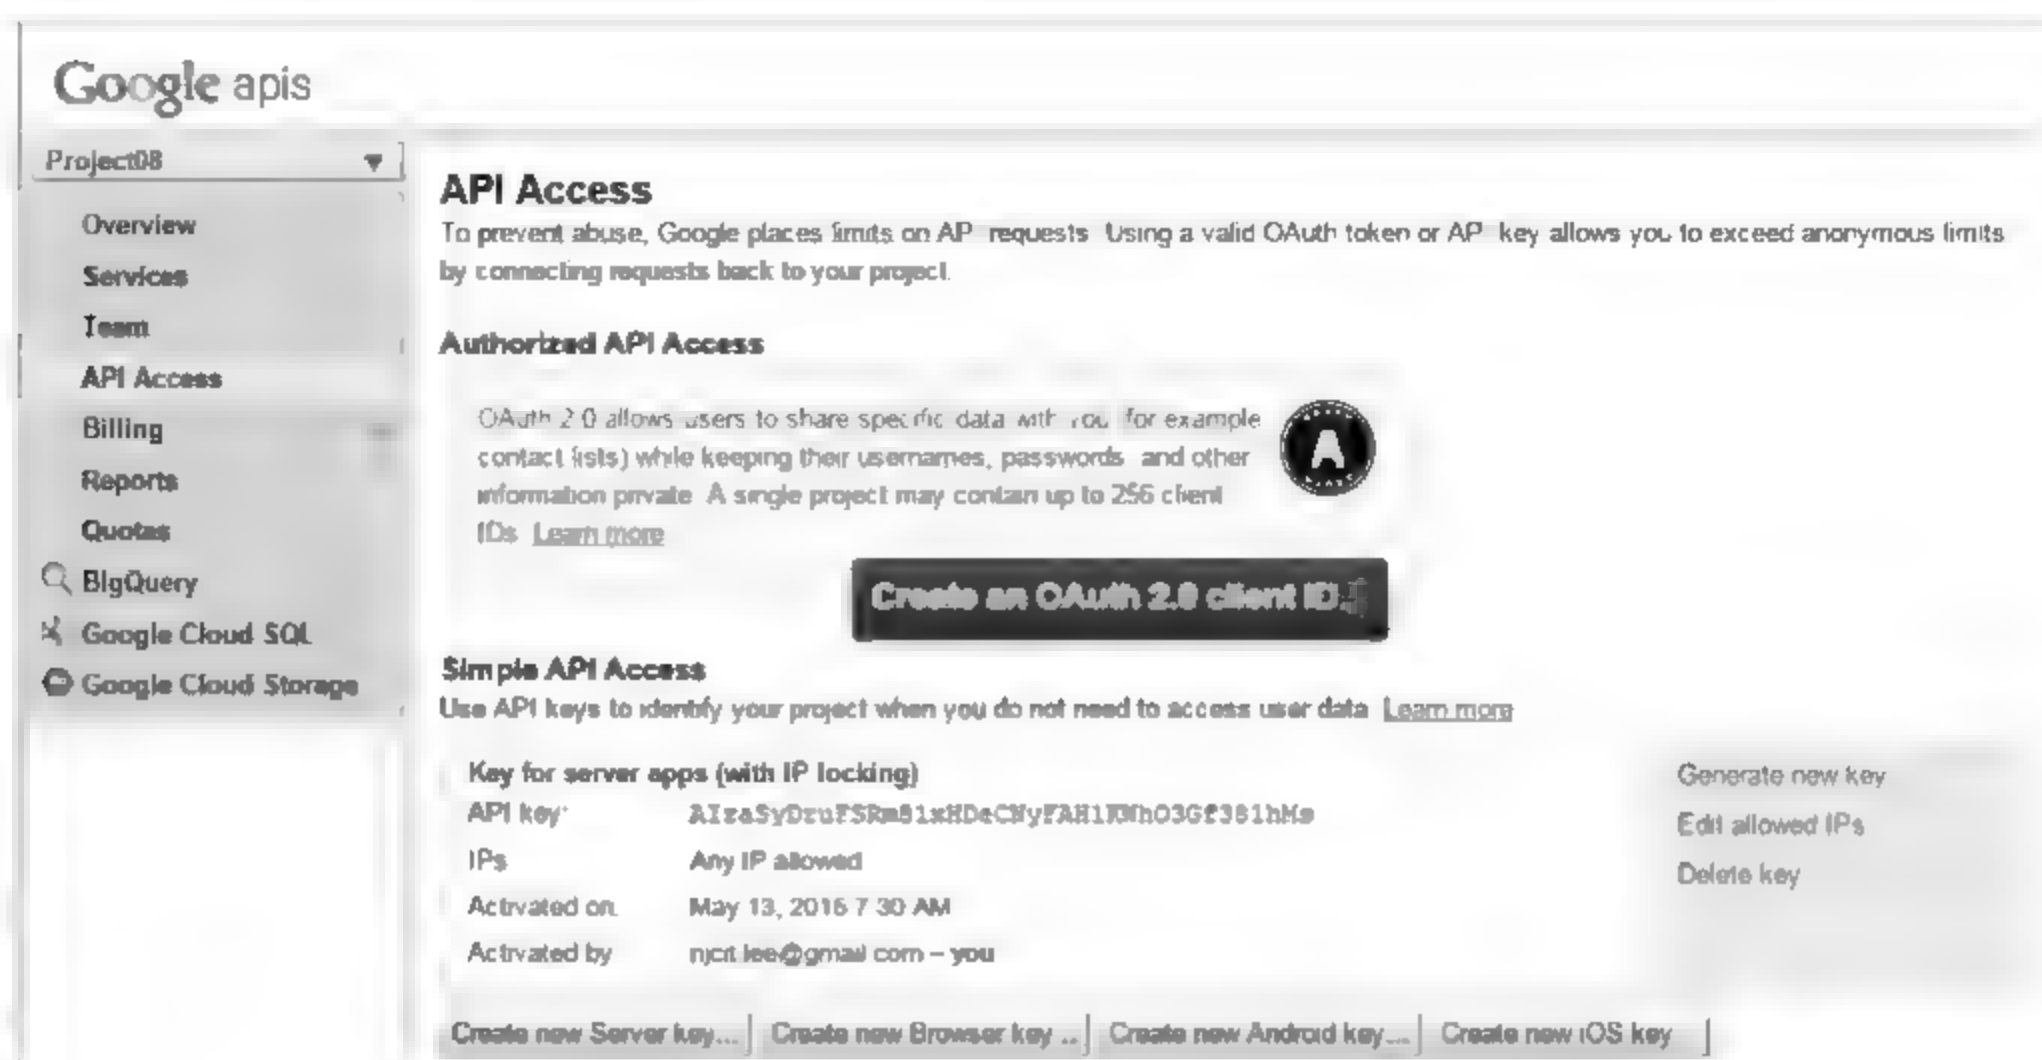 Google apis
Project08
Overview
Services
Team
API Access
Billing
Reports
Quotas
BigQuery
Google Cloud SQL
Google Cloud Storage
API Access
To prevent abuse, Google places limits on API requests. Using a valid OAuth token or API key allows you to exceed anonymous limits
by connecting requests back to your project.
Authorized API Access
OAuth 2.0 allows users to share specific data with you (for example
contact lists) while keeping their usernames, passwords, and other
information private. A single project may contain up to 256 client
IDs. Learn more
A
Create an OAuth 2.0 client ID...
Simple API Access
Use API keys to identify your project when you do not need to access user data. Learn more
Key for server apps (with IP locking)
API key:
IPs
Any IP allowed
Activated on:
May 13, 2016 7:30 AM
Activated by
@gmail.com – you
Generate new key
Edit allowed IPs
Delete key
Create new Server key...
Create new Browser key...
Create new Android key...
Create new iOS key